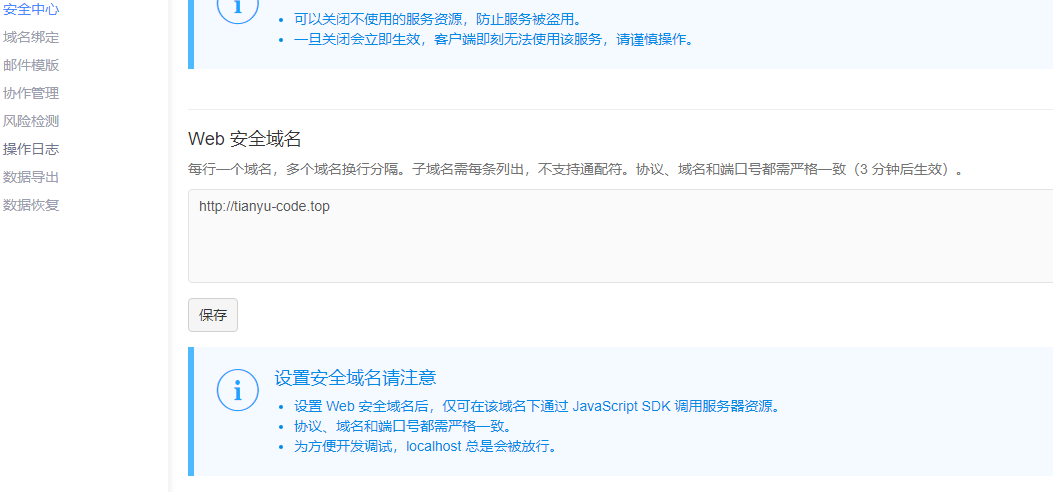 安全中心
域名绑定
邮件模版
协作管理
风险检测
操作日志
数据导出
数据恢复
可以关闭不使用的服务资源，防止服务被盗用。
一旦关闭会立即生效，客户端即刻无法使用该服务，请谨慎操作。
Web 安全域名
每行一个域名，多个域名换行分隔。子域名需每条列出，不支持通配符。协议、域名和端口号都需严格一致（3 分钟后生效）。
http://tianyu-code.top
保存
设置安全域名请注意
设置 Web 安全域名后，仅可在该域名下通过 JavaScript SDK 调用服务器资源。
协议、域名和端口号都需严格一致。
为方便开发调试，localhost 总是会被放行。